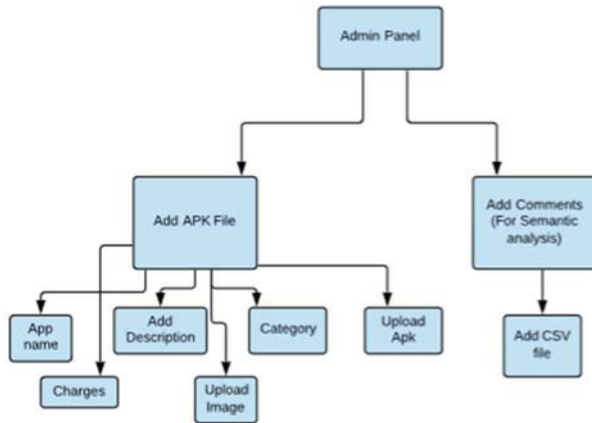 Admin Panel
Add APK File
Add Comments
(For Semantic
analysis)
App
name
Add
Description
Category
Upload
Apk
Add CSV
file
Charges
Upload
Image